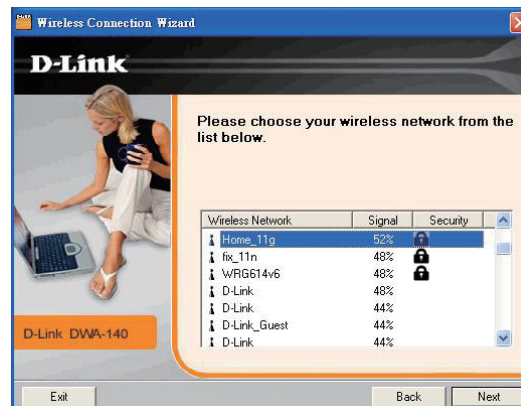 Wireless Connection Wizard
D-Link
Please choose your wireless network from the
list below.
Wireless Network Signal Security
Home_11g 52%
fix_11n 48%
WRG614v6 48%
D-Link 48%
D-Link 44%
D-Link_Guest 44%
D-Link 44%
D-Link DWA-140
Exit Back Next